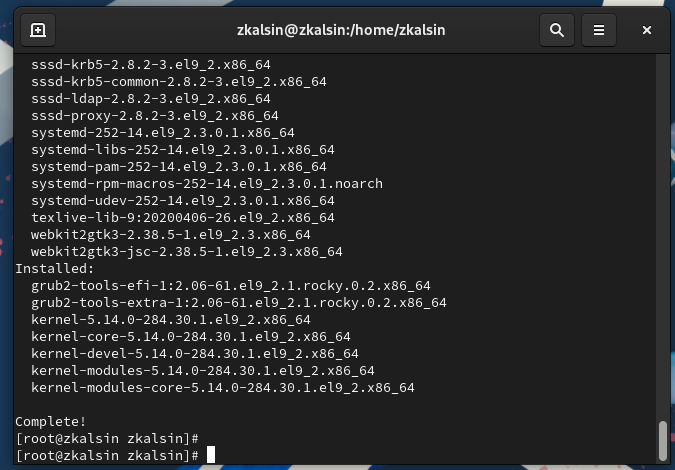 zkalsin@zkalsin:/home/zkalsin
sssd-krb5-2.8.2-3.el9_2.x86_64
sssd-krb5-common-2.8.2-3.el9_2.x86_64
sssd-ldap-2.8.2-3.el9_2.x86_64
sssd-proxy-2.8.2-3.el9_2.x86_64
systemd-252-14.el9_2.3.0.1.x86_64
systemd-libs-252-14.el9_2.3.0.1.x86_64
systemd-pam-252-14.el9_2.3.0.1.x86_64
systemd-rpm-macros-252-14.el9_2.3.0.1.noarch
systemd-udev-252-14.el9_2.3.0.1.x86_64
texlive-lib-9:20200406-26.el9_2.x86_64
webkit2gtk3-2.38.5-1.el9_2.3.x86_64
webkit2gtk3-jsc-2.38.5-1.el9_2.3.x86_64
Installed:
grub2-tools-efi-1:2.06-61.el9_2.1.rocky.0.2.x86_64
grub2-tools-extra-1:2.06-61.el9_2.1.rocky.0.2.x86_64
kernel-5.14.0-284.30.1.el9_2.x86_64
kernel-core-5.14.0-284.30.1.el9_2.x86_64
kernel-devel-5.14.0-284.30.1.el9_2.x86_64
kernel-modules-5.14.0-284.30.1.el9_2.x86_64
kernel-modules-core-5.14.0-284.30.1.el9_2.x86_64
Complete!
[root@zkalsin zkalsin]#
[root@zkalsin zkalsin]#